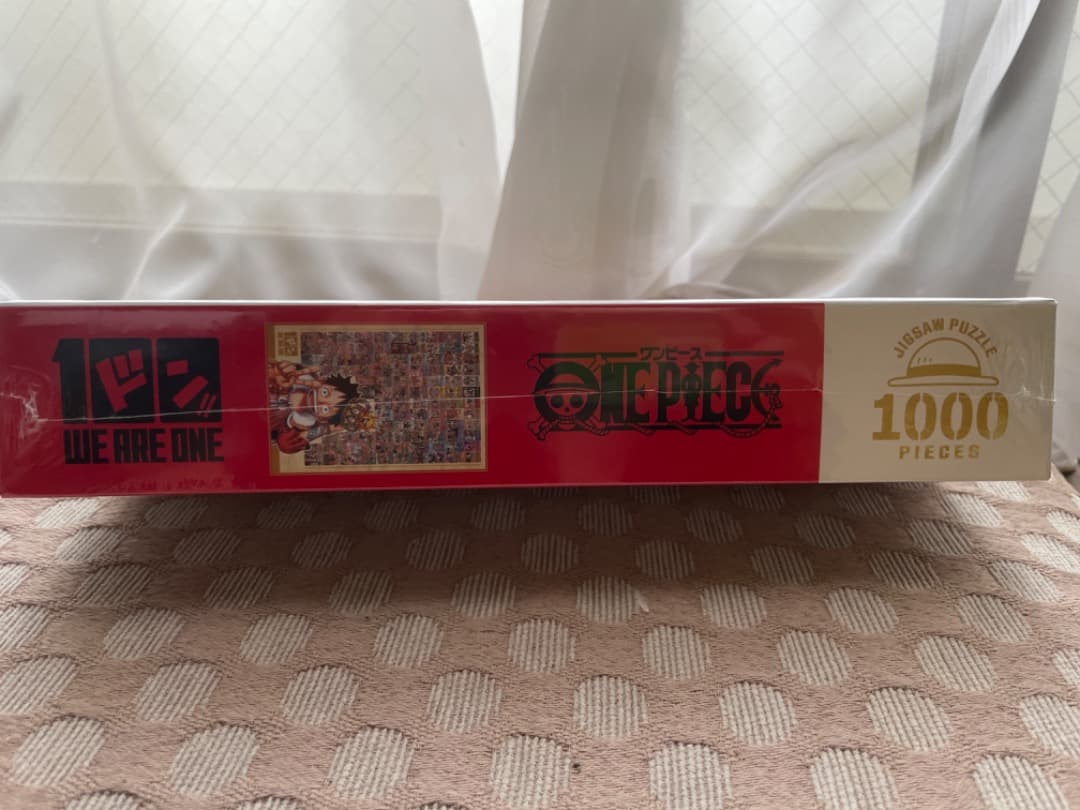 1ドン!!
WE ARE ONE
ワンピース
ONE PIECE
JIGSAW PUZZLE
1000
PIECES